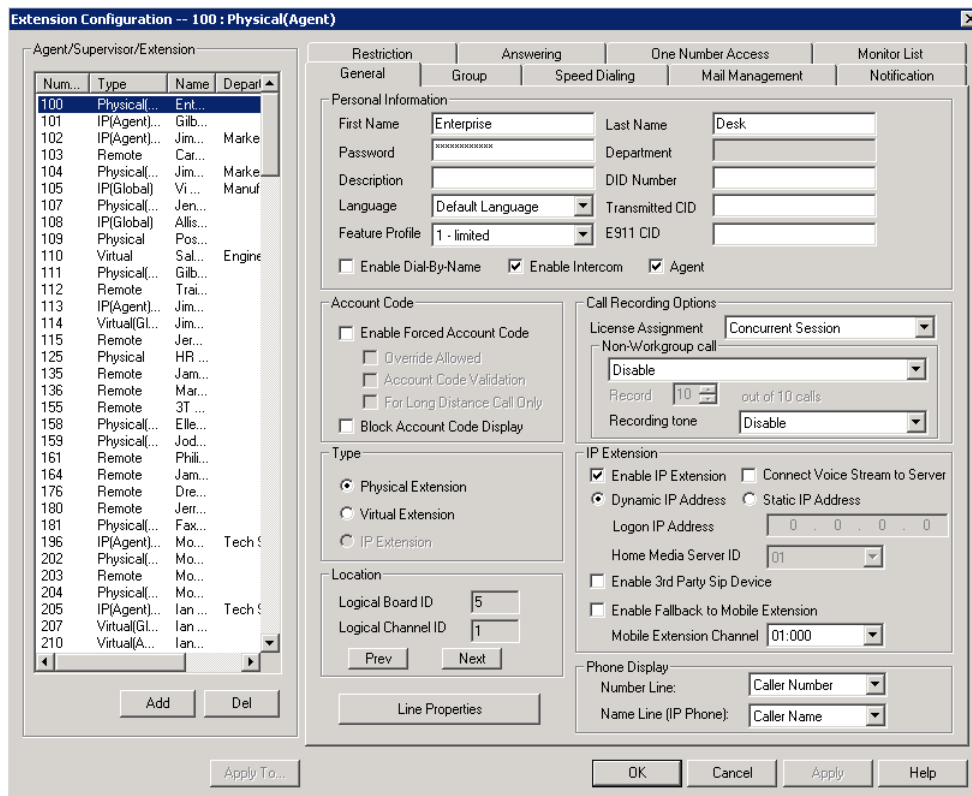 Extension Configuration -- 100 : Physical(Agent)
Agent/Supervisor/Extension
Num... Type Name Depart
100 Physical(... Ent...
101 IP(Agent)... Gilb...
102 IP(Agent)... Jim... Marke
103 Remote Car...
104 Physical(... Jim... Marke
105 IP(Global) Vi ... Manuf
107 Physical(... Jen...
108 IP(Global) Allis...
109 Physical Pos...
110 Virtual Sal... Engine
111 Physical(... Gilb...
112 Remote Trai...
113 IP(Agent)... Jim...
114 Virtual(Gl... Jim...
115 Remote Jer...
125 Physical HR ...
135 Remote Jam...
136 Remote Mar...
155 Remote 3T ...
158 Physical(... Elle...
159 Physical(... Jod...
161 Remote Phili...
164 Remote Jam...
176 Remote Dre...
180 Remote Jerr...
181 Physical(... Fax...
196 IP(Agent)... Mo... Tech S
202 Physical(... Mo...
203 Remote Mo...
204 Physical(... Mo...
205 IP(Agent)... Ian ... Tech S
207 Virtual(Gl... Ian ...
210 Virtual(A... Ian...
Add Del
Apply To...
Restriction Answering One Number Access Monitor List
General Group Speed Dialing Mail Management Notification
Personal Information
First Name Enterprise Last Name Desk
Password xxxxxxxxxxxx Department
Description DID Number
Language Default Language Transmitted CID
Feature Profile 1 - limited E911 CID
Enable Dial-By-Name Enable Intercom Agent
Account Code
Enable Forced Account Code
Override Allowed
Account Code Validation
For Long Distance Call Only
Block Account Code Display
Call Recording Options
License Assignment Concurrent Session
Non-Workgroup call
Disable
Record 10 out of 10 calls
Recording tone Disable
Type
Physical Extension
Virtual Extension
IP Extension
Location
Logical Board ID 5
Logical Channel ID 1
Prev Next
Line Properties
IP Extension
Enable IP Extension Connect Voice Stream to Server
Dynamic IP Address Static IP Address
Logon IP Address 0 . 0 . 0 . 0
Home Media Server ID 01
Enable 3rd Party Sip Device
Enable Fallback to Mobile Extension
Mobile Extension Channel 01:000
Phone Display
Number Line: Caller Number
Name Line (IP Phone): Caller Name
OK Cancel Apply Help